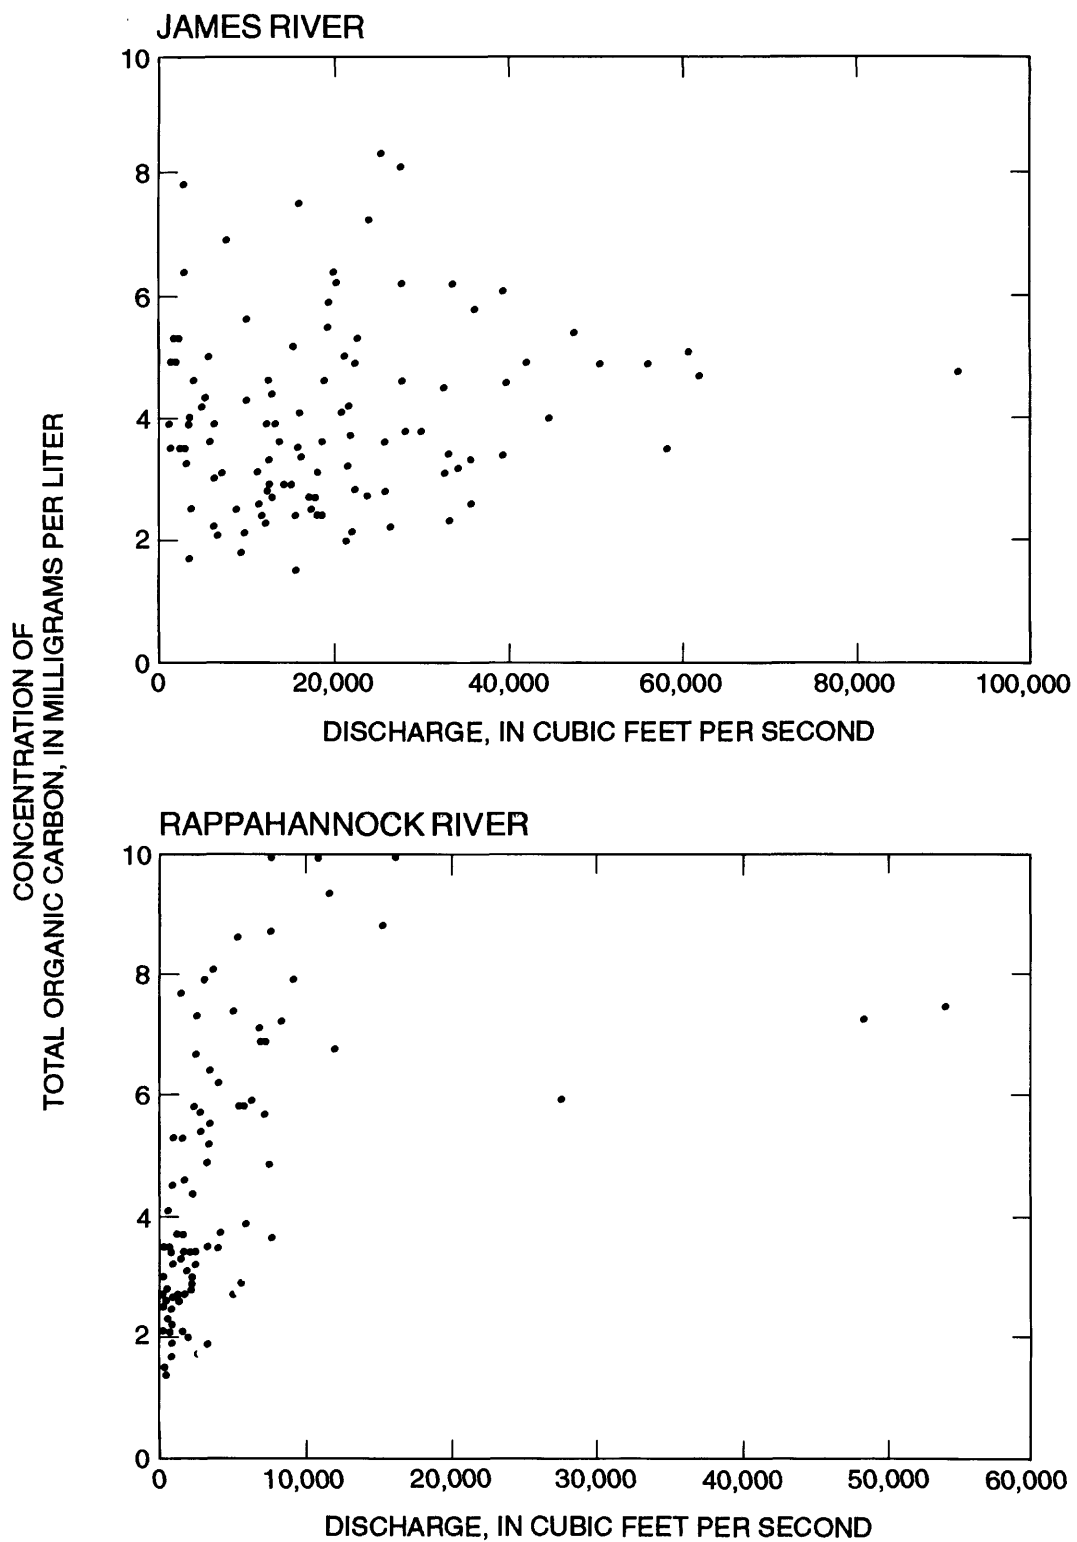 JAMES RIVER
10
8
6
4
2
0
0 20,000 40,000 60,000 80,000 100,000
DISCHARGE, IN CUBIC FEET PER SECOND
CONCENTRATION OF
TOTAL ORGANIC CARBON, IN MILLIGRAMS PER LITER
RAPPAHANNOCK RIVER
10
8
6
4
2
0
0 10,000 20,000 30,000 40,000 50,000 60,000
DISCHARGE, IN CUBIC FEET PER SECOND